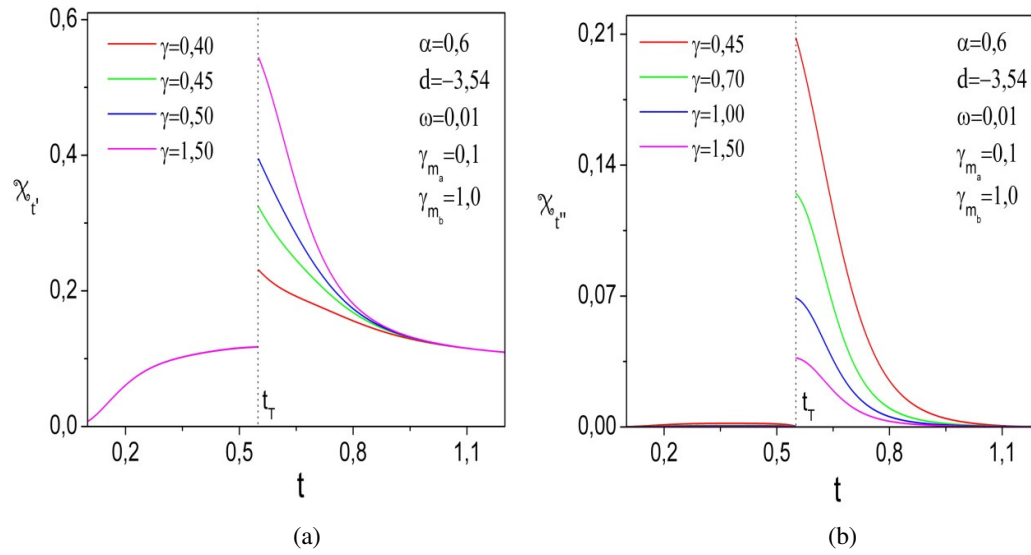 0,6
0,4
0,2
0,0
χt'
γ=0,40
γ=0,45
γ=0,50
γ=1,50
α=0,6
d=−3,54
ω=0,01
γma=0,1
γmb=1,0
tT
0,2
0,5
0,8
1,1
t
(a)
0,21
0,14
0,07
0,00
χt"
γ=0,45
γ=0,70
γ=1,00
γ=1,50
α=0,6
d=−3,54
ω=0,01
γma=0,1
γmb=1,0
tT
0,2
0,5
0,8
1,1
t
(b)